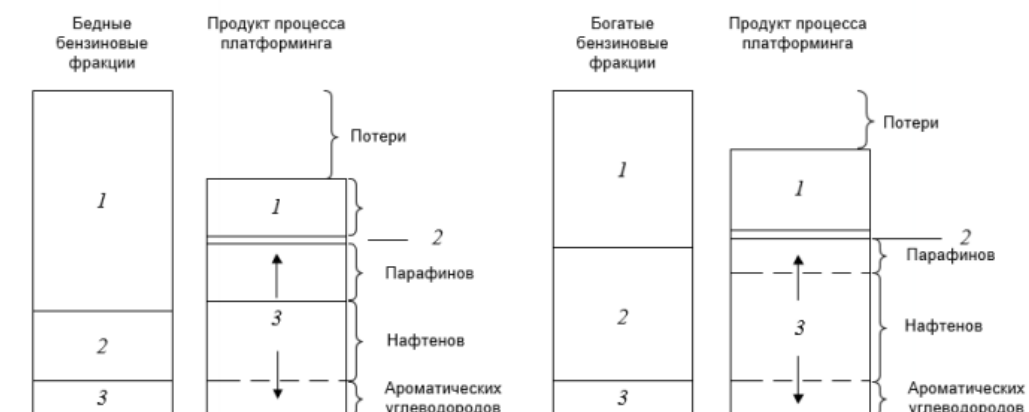 Бедные
бензиновые
фракции
Продукт процесса
платформинга
Богатые
бензиновые
фракции
Продукт процесса
платформинга
Потери
Потери
1
1
1
1
2
2
Парафинов
Парафинов
2
3
2
3
Нафтенов
Нафтенов
3
Ароматических
углеводородов
3
Ароматических
углеводородов